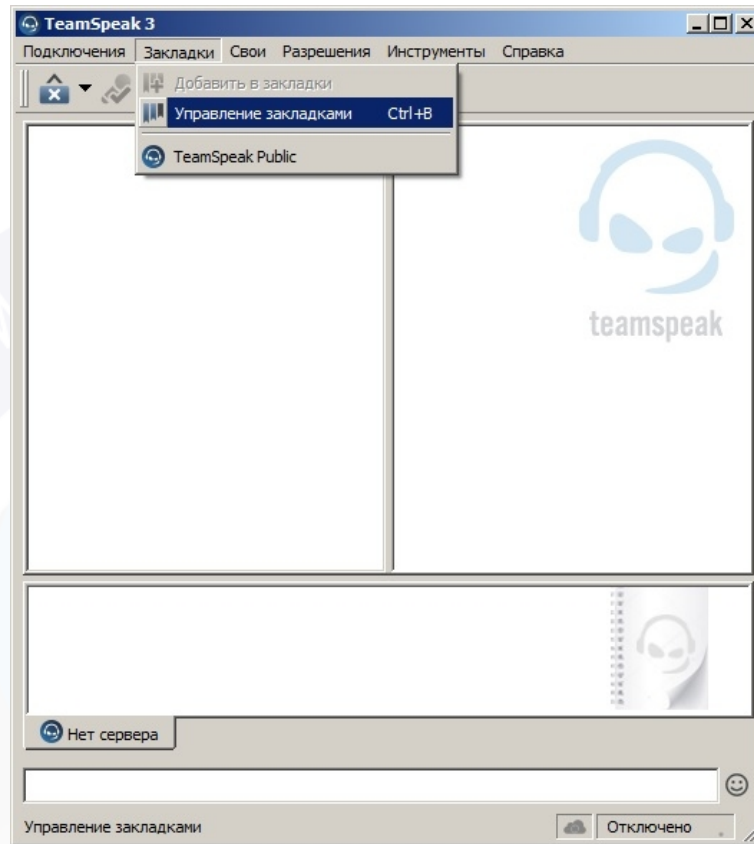 TeamSpeak 3
Подключения Закладки Свои Разрешения Инструменты Справка
Добавить в закладки
Управление закладками Ctrl+B
TeamSpeak Public
teamspeak
Нет сервера
Управление закладками Отключено